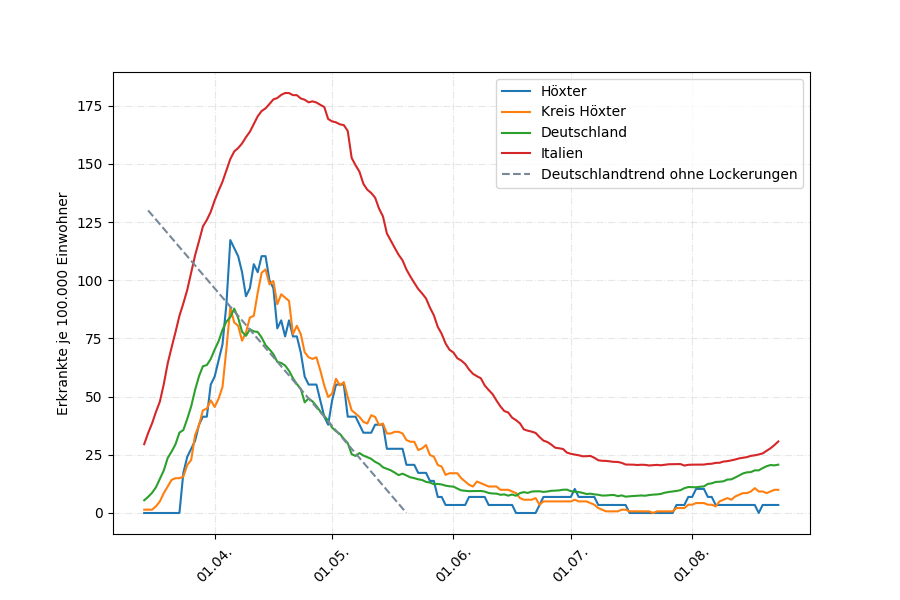 Erkrankte je 100.000 Einwohner
175
150
125
100
75
50
25
0
01.04.
01.05.
01.06.
01.07.
01.08.
Höxter
Kreis Höxter
Deutschland
Italien
Deutschlandtrend ohne Lockerungen